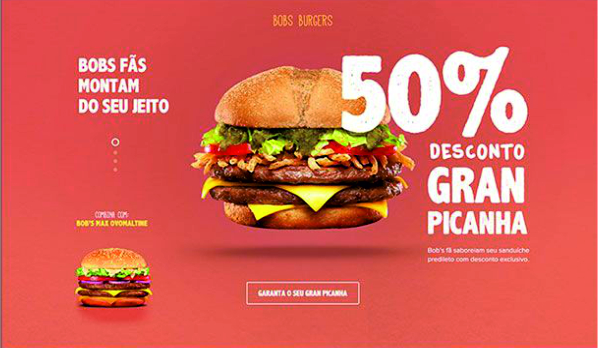 BOBS BURGERS
BOBS FÃS
MONTAM
DO SEU JEITO
COMBINA COM:
BOB'S MAX OVOMALTINE
50%
DESCONTO
GRAN
PICANHA
Bob's fã saboreiam seu sanduíche
predileto com desconto exclusivo.
GARANTA O SEU GRAN PICANHA